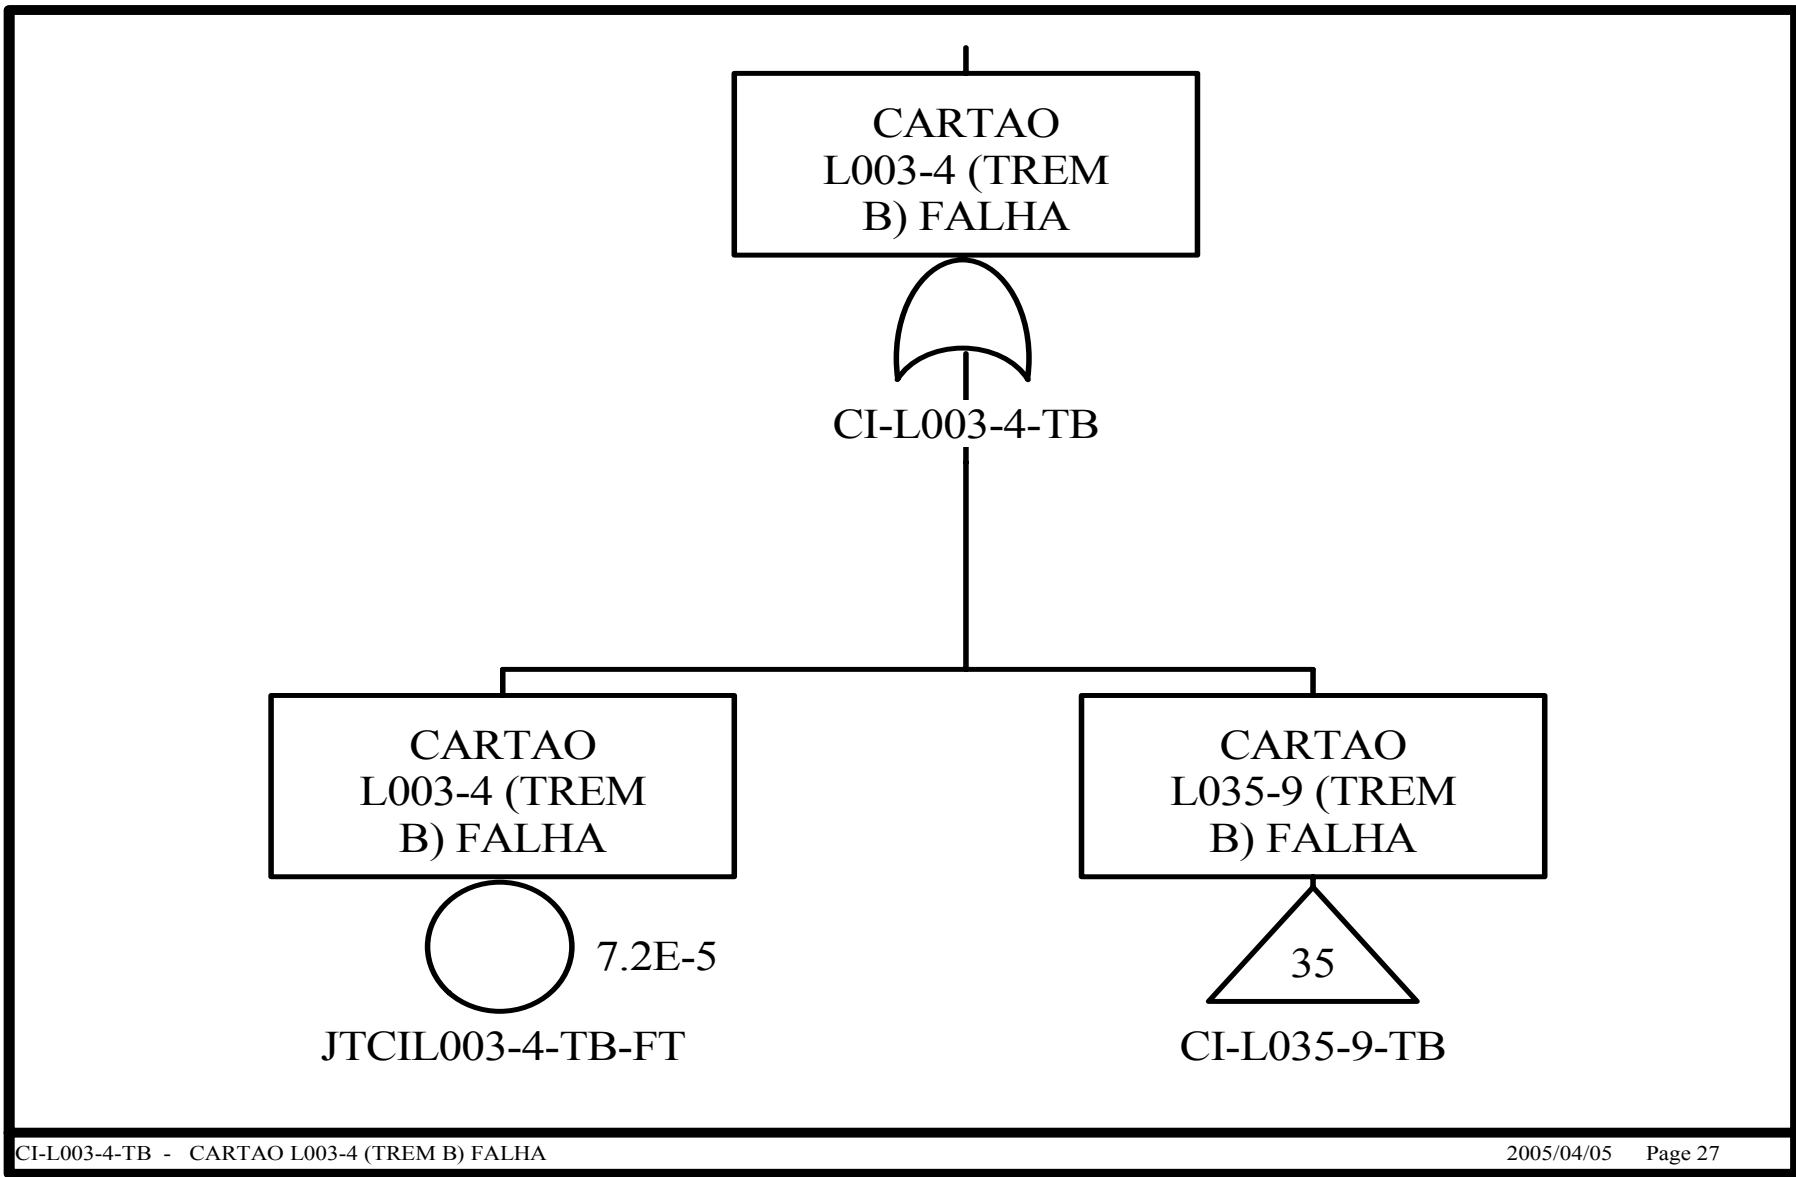 CARTAO
L003-4 (TREM
B) FALHA
CI-L003-4-TB
CARTAO
L003-4 (TREM
B) FALHA
7.2E-5
JTCIL003-4-TB-FT
CARTAO
L035-9 (TREM
B) FALHA
35
CI-L035-9-TB
CI-L003-4-TB - CARTAO L003-4 (TREM B) FALHA
2005/04/05 Page 27